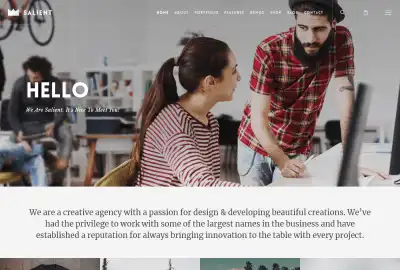 SALIENT
HOME ABOUT PORTFOLIO FEATURES DEMOS SHOP BLOG CONTACT
HELLO
We Are Salient. It's Nice To Meet You!
We are a creative agency with a passion for design & developing beautiful creations. We've
had the privilege to work with some of the largest names in the business and have
established a reputation for always bringing innovation to the table with every project.